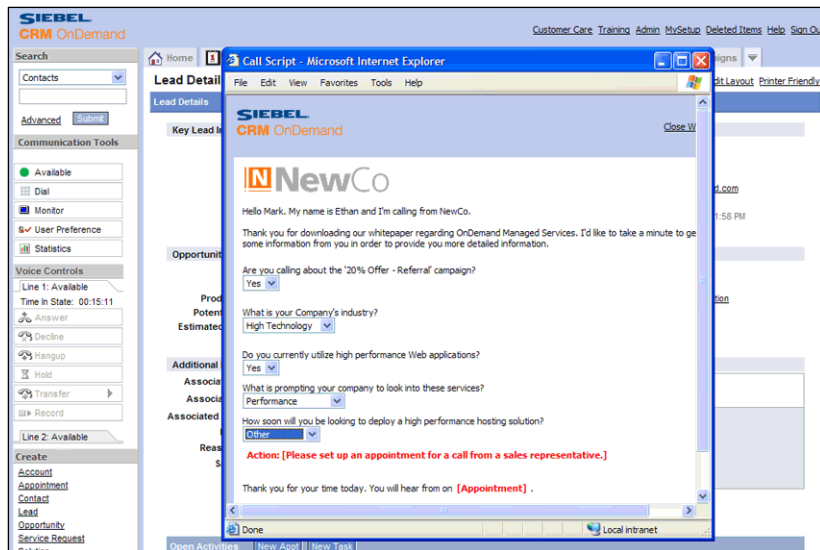 SIEBEL.
CRM OnDemand
Customer Care Training Admin MySetup Deleted Items Help Sign Ou
Search
Contacts
Advanced Submit
Communication Tools
Available
Dial
Monitor
User Preference
Statistics
Voice Controls
Line 1: Available
Time In State: 00:15:11
Answer
Decline
Hangup
Hold
Transfer
Record
Line 2: Available
Create
Account
Appointment
Contact
Lead
Opportunity
Service Request
Home 1
igns
Lead Detail
dit Layout Printer Friendly
Lead Details
Key Lead In
d.com
1:58 PM
Opportunit
Prod
tion
Potent
Estimated
Additional
Associa
Associa
Associated
Reas
S
Open Activities New Appt New Task
Call Script - Microsoft Internet Explorer
File Edit View Favorites Tools Help
SIEBEL.
CRM OnDemand
Close W
N NewCo
Hello Mark. My name is Ethan and I'm calling from NewCo.
Thank you for downloading our whitepaper regarding OnDemand Managed Services. I'd like to take a minute to ge
some information from you in order to provide you more detailed information.
Are you calling about the '20% Offer - Referral' campaign?
Yes
What is your Company's industry?
High Technology
Do you currently utilize high performance Web applications?
Yes
What is prompting your company to look into these services?
Performance
How soon will you be looking to deploy a high performance hosting solution?
Other
Action: [Please set up an appointment for a call from a sales representative.]
Thank you for your time today. You will hear from on [Appointment] .
Done
Local intranet